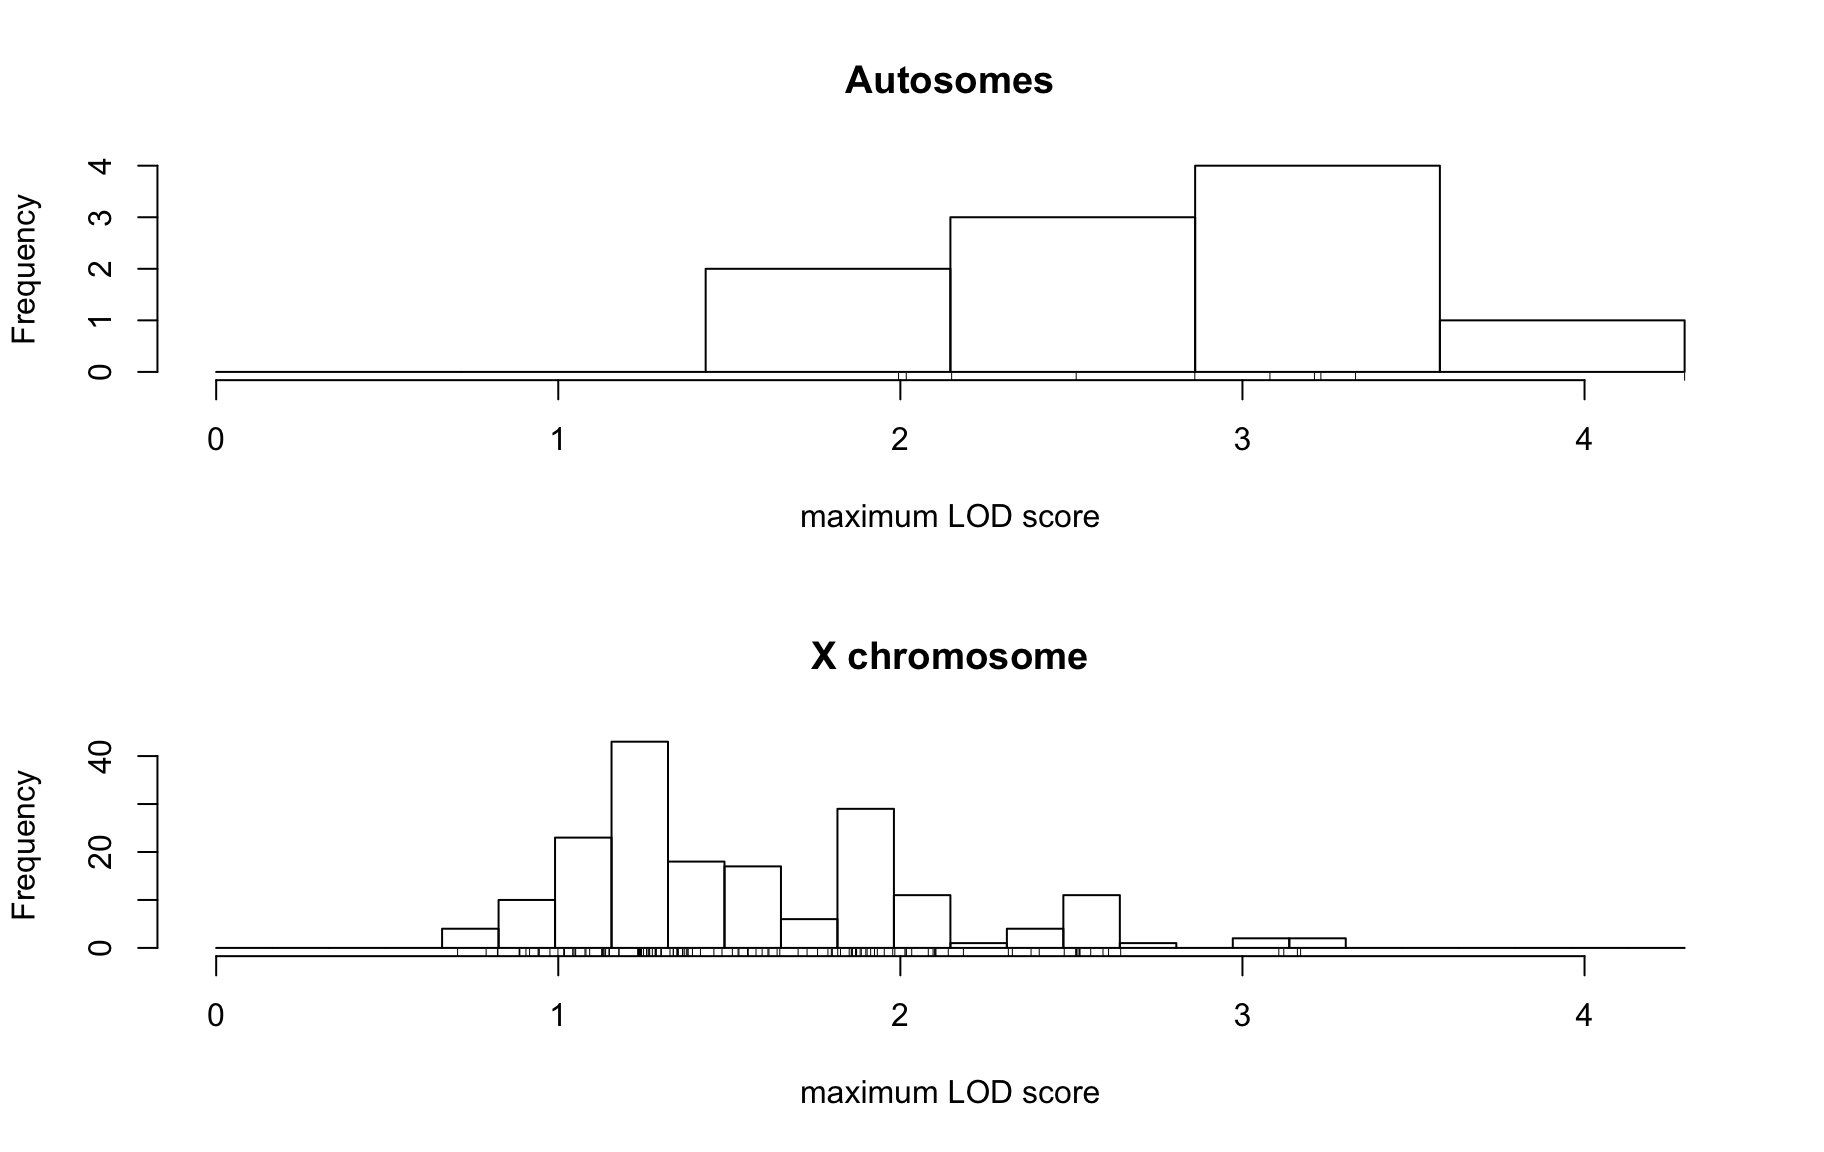 Autosomes
Frequency
4
3
2
1
0
0 1 2 3 4
maximum LOD score
X chromosome
Frequency
40
20
0
0 1 2 3 4
maximum LOD score